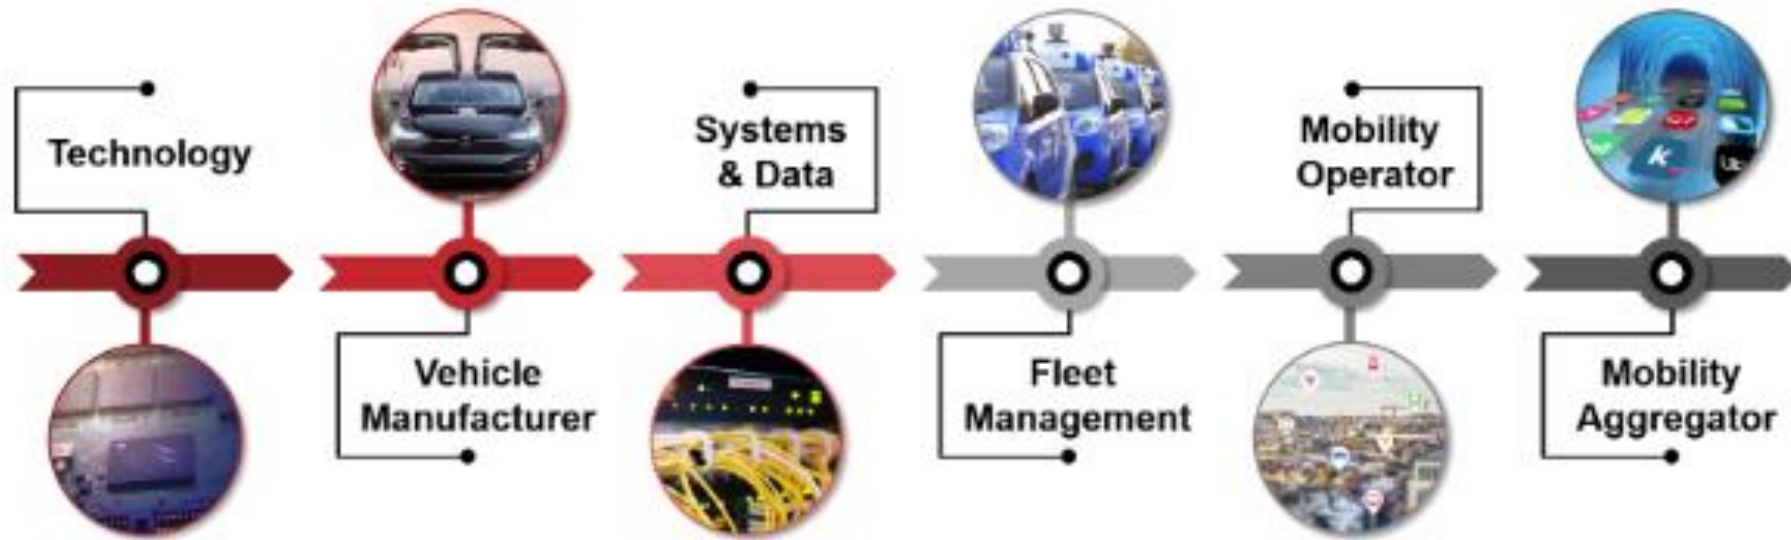 Technology
Vehicle
Manufacturer
Systems
& Data
Fleet
Management
Mobility
Operator
Mobility
Aggregator
k